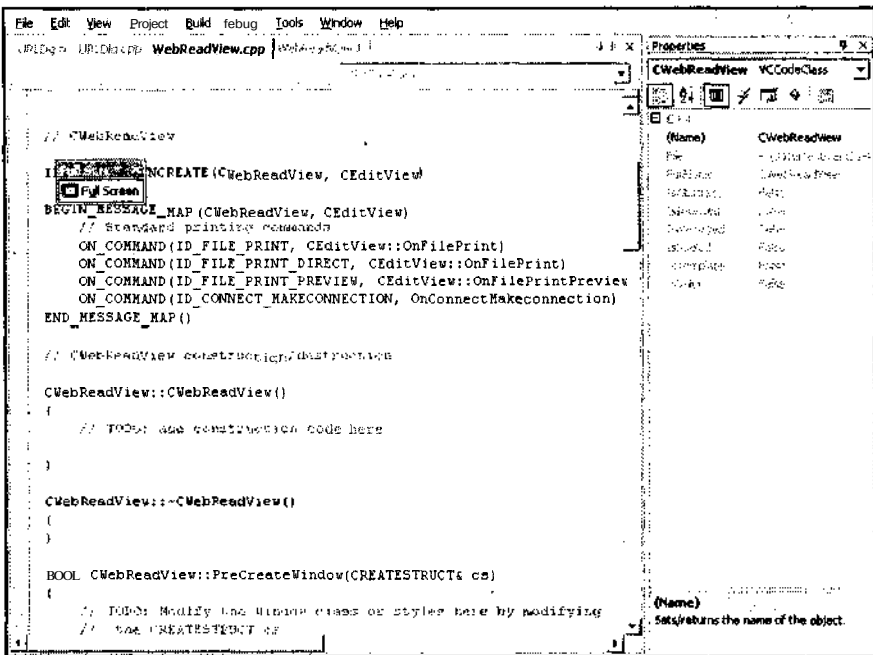 File Edit View Project Build febug Tools Window Help
WebReadView.cpp
Properties
CWebReadView VCCodeClass
C++
(Name) CWebReadView
File
// CWebReadView
NCREATE(CWebReadView, CEditView)
Full Screen
BEGIN_MESSAGE_MAP(CWebReadView, CEditView)
// Standard printing commands
ON_COMMAND(ID_FILE_PRINT, CEditView::OnFilePrint)
ON_COMMAND(ID_FILE_PRINT_DIRECT, CEditView::OnFilePrint)
ON_COMMAND(ID_FILE_PRINT_PREVIEW, CEditView::OnFilePrintPreview
ON_COMMAND(ID_CONNECT_MAKECONNECTION, OnConnectMakeconnection)
END_MESSAGE_MAP()
// CWebReadView construction/destruction
CWebReadView::CWebReadView()
{
// TODO: add construction code here
}
CWebReadView::~CWebReadView()
{
}
BOOL CWebReadView::PreCreateWindow(CREATESTRUCT& cs)
{
// TODO: Modify the Window class or styles here by modifying
// the CREATESTRUCT cs
(Name)
Sets/returns the name of the object.